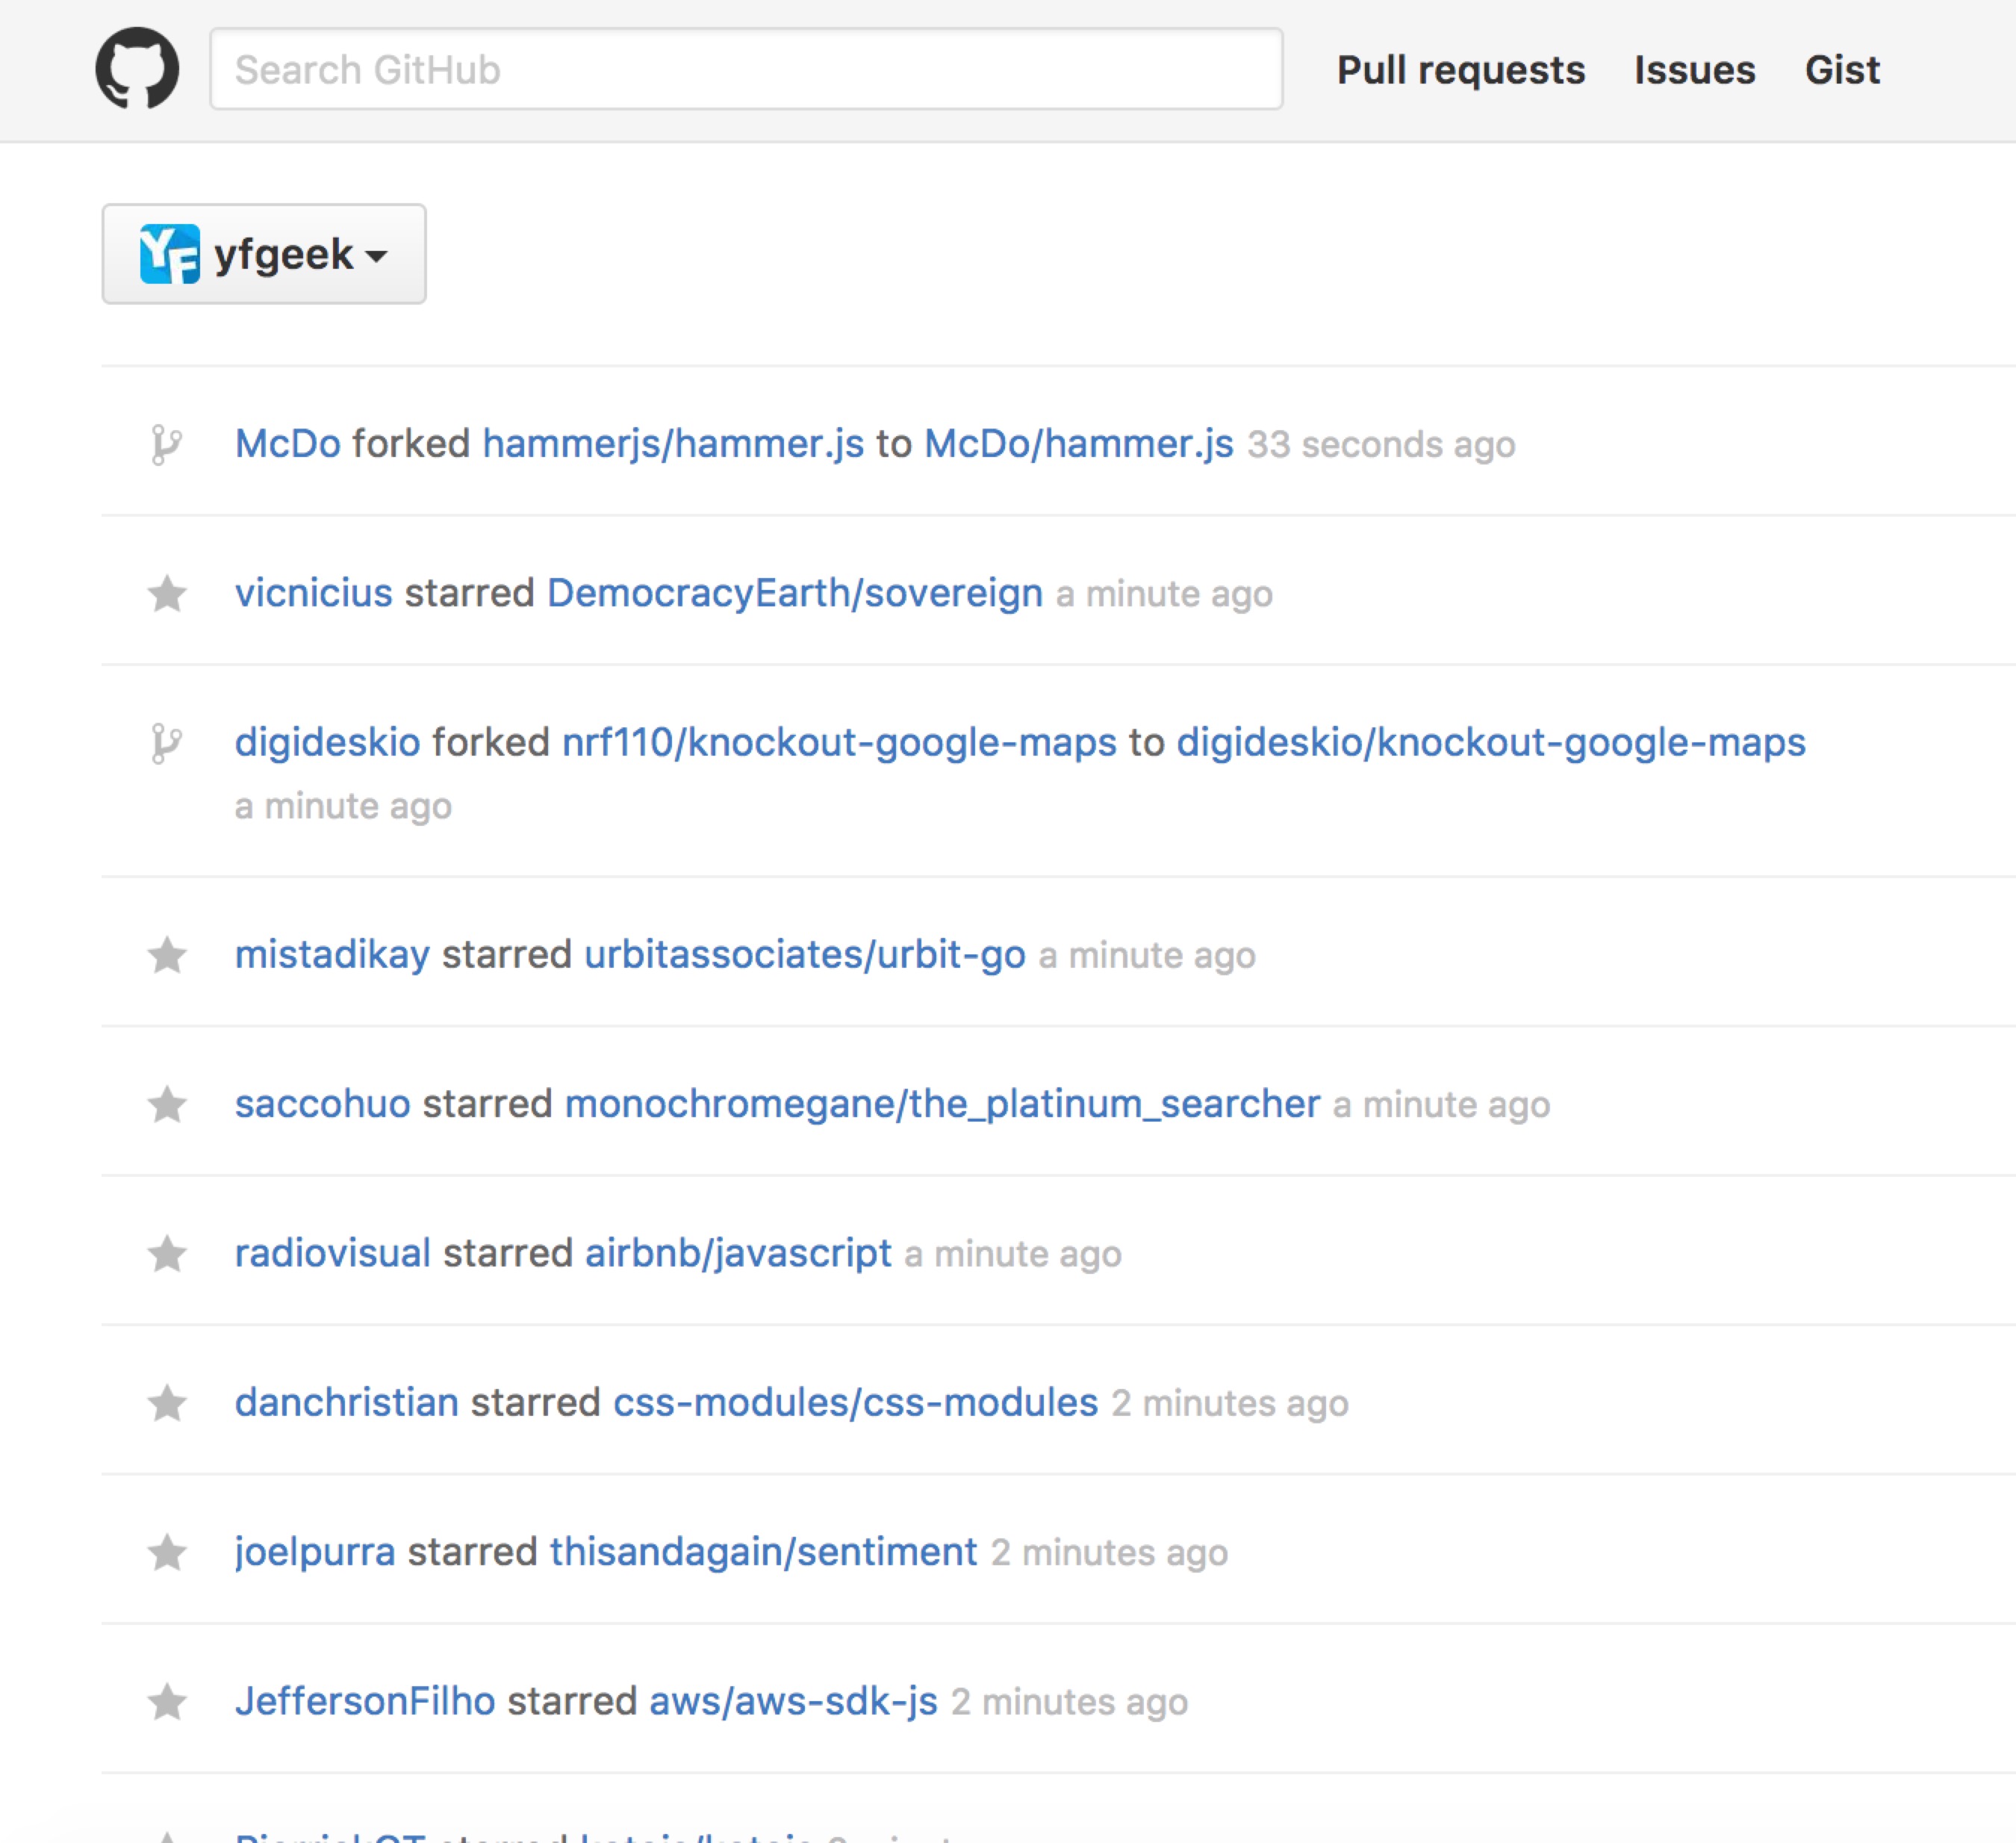 Search GitHub Pull requests Issues Gist
YF yfgeek
McDo forked hammerjs/hammer.js to McDo/hammer.js 33 seconds ago
vicnicius starred DemocracyEarth/sovereign a minute ago
digideskio forked nrf110/knockout-google-maps to digideskio/knockout-google-maps
a minute ago
mistadikay starred urbitassociates/urbit-go a minute ago
saccohuo starred monochromegane/the_platinum_searcher a minute ago
radiovisual starred airbnb/javascript a minute ago
danchristian starred css-modules/css-modules 2 minutes ago
joelpurra starred thisandagain/sentiment 2 minutes ago
JeffersonFilho starred aws/aws-sdk-js 2 minutes ago